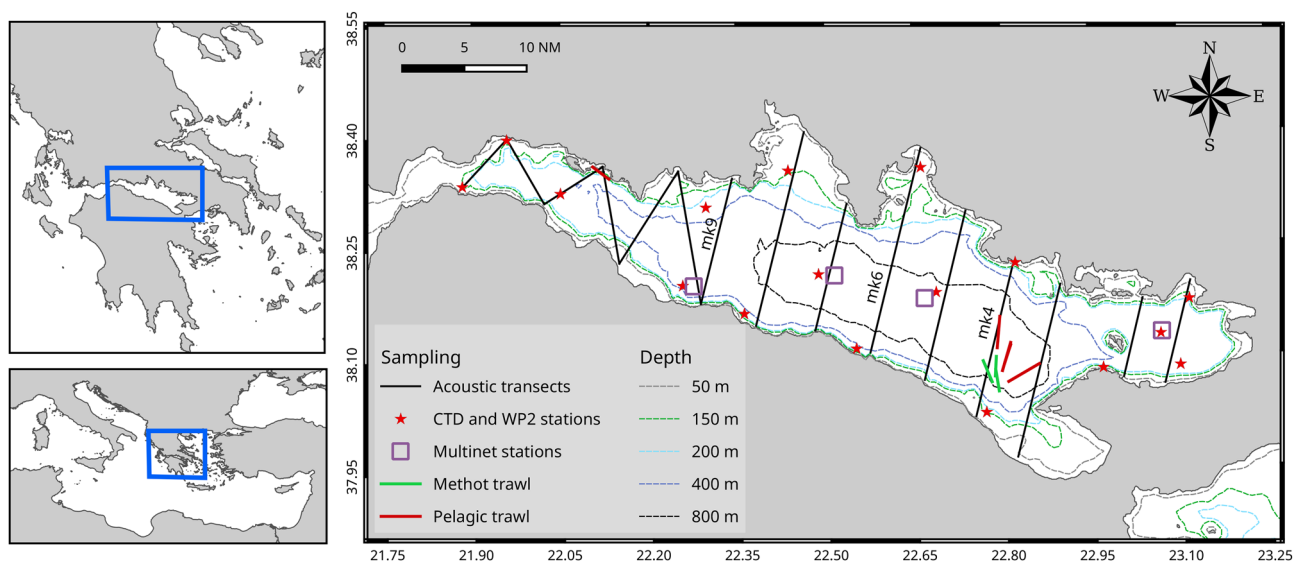 0 5 10 NM
N
W E
S
38.55
38.40
38.25
38.10
37.95
mk9
mk6
mk4
Sampling Depth
Acoustic transects 50 m
CTD and WP2 stations 150 m
Multinet stations 200 m
Methot trawl 400 m
Pelagic trawl 800 m
21.75 21.90 22.05 22.20 22.35 22.50 22.65 22.80 22.95 23.10 23.25